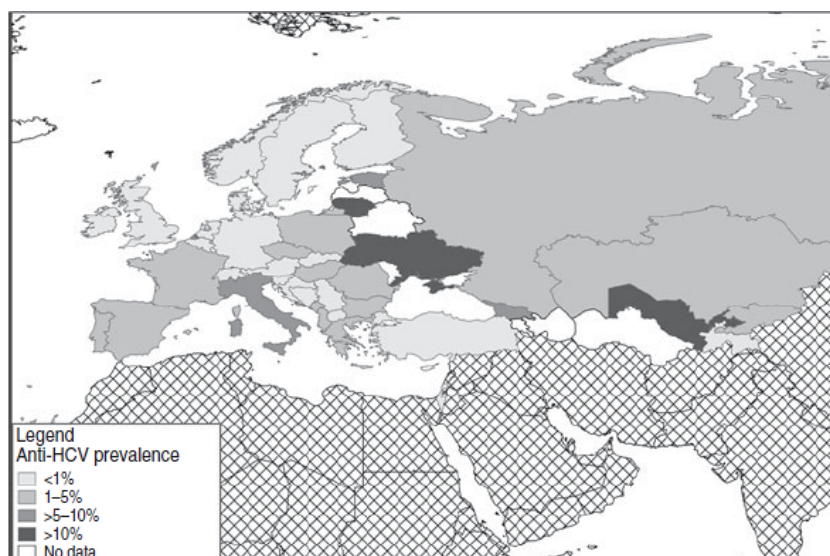 Legend
Anti-HCV prevalence
<1%
1–5%
>5–10%
>10%
No data